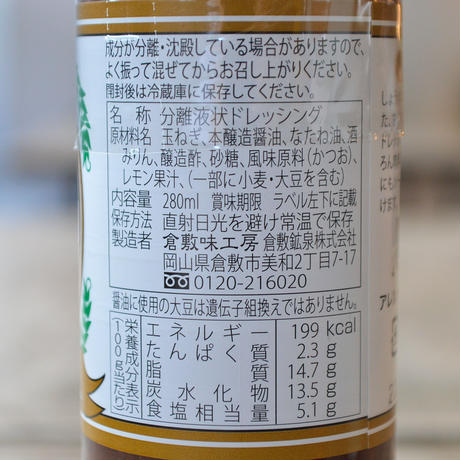 成分が分離・沈殿している場合がありますので、
よく振って混ぜてからお召し上がりください。
開封後は冷蔵庫に保存してください。
名称 分離液状ドレッシング
原材料名 玉ねぎ、本醸造醤油、なたね油、酒、
みりん、醸造酢、砂糖、風味原料(かつお)、
レモン果汁、(一部に小麦・大豆を含む)
内容量 280ml 賞味期限 ラベル左下に記載
保存方法 直射日光を避け常温で保存
製造者 倉敷味工房 倉敷鉱泉株式会社
岡山県倉敷市美和2丁目7-17
0120-216020
醤油に使用の大豆は遺伝子組換えではありません。
栄養成分表示
(100g当たり)
エネルギー 199 kcal
たんぱく質 2.3 g
脂質 14.7 g
炭水化物 13.5 g
食塩相当量 5.1 g